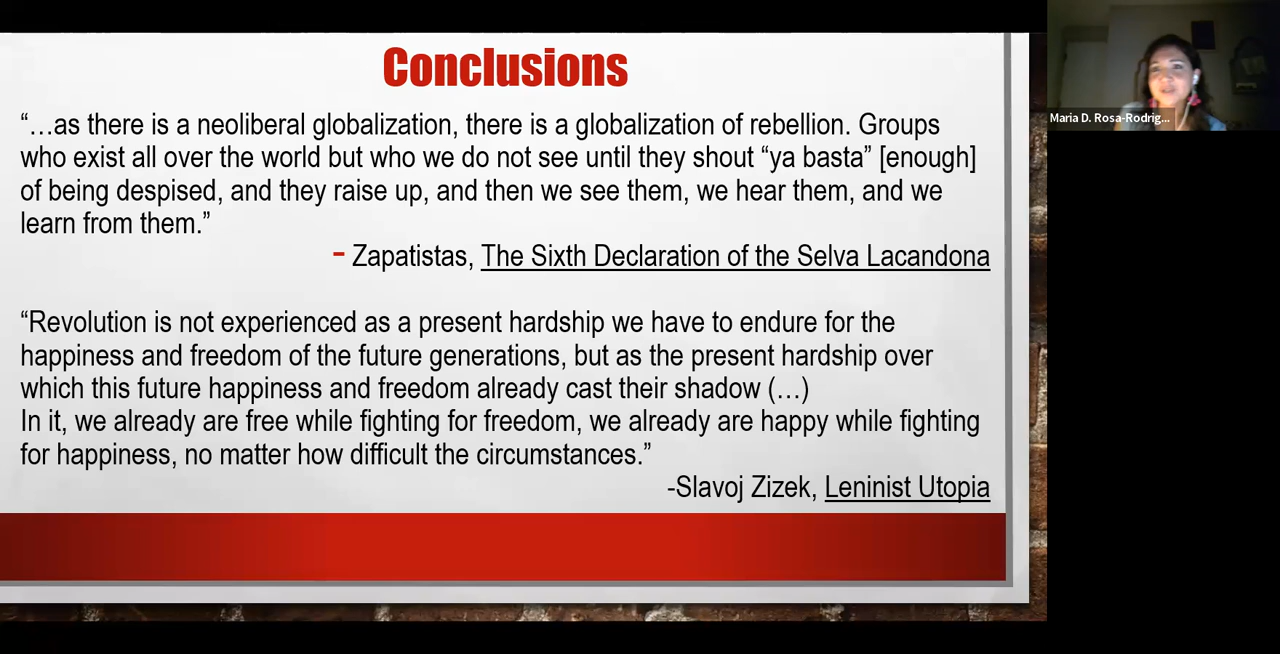 Conclusions
“…as there is a neoliberal globalization, there is a globalization of rebellion. Groups
who exist all over the world but who we do not see until they shout “ya basta” [enough]
of being despised, and they raise up, and then we see them, we hear them, and we
learn from them.”
- Zapatistas, The Sixth Declaration of the Selva Lacandona
“Revolution is not experienced as a present hardship we have to endure for the
happiness and freedom of the future generations, but as the present hardship over
which this future happiness and freedom already cast their shadow (…)
In it, we already are free while fighting for freedom, we already are happy while fighting
for happiness, no matter how difficult the circumstances.”
-Slavoj Zizek, Leninist Utopia
Maria D. Rosa-Rodrig...